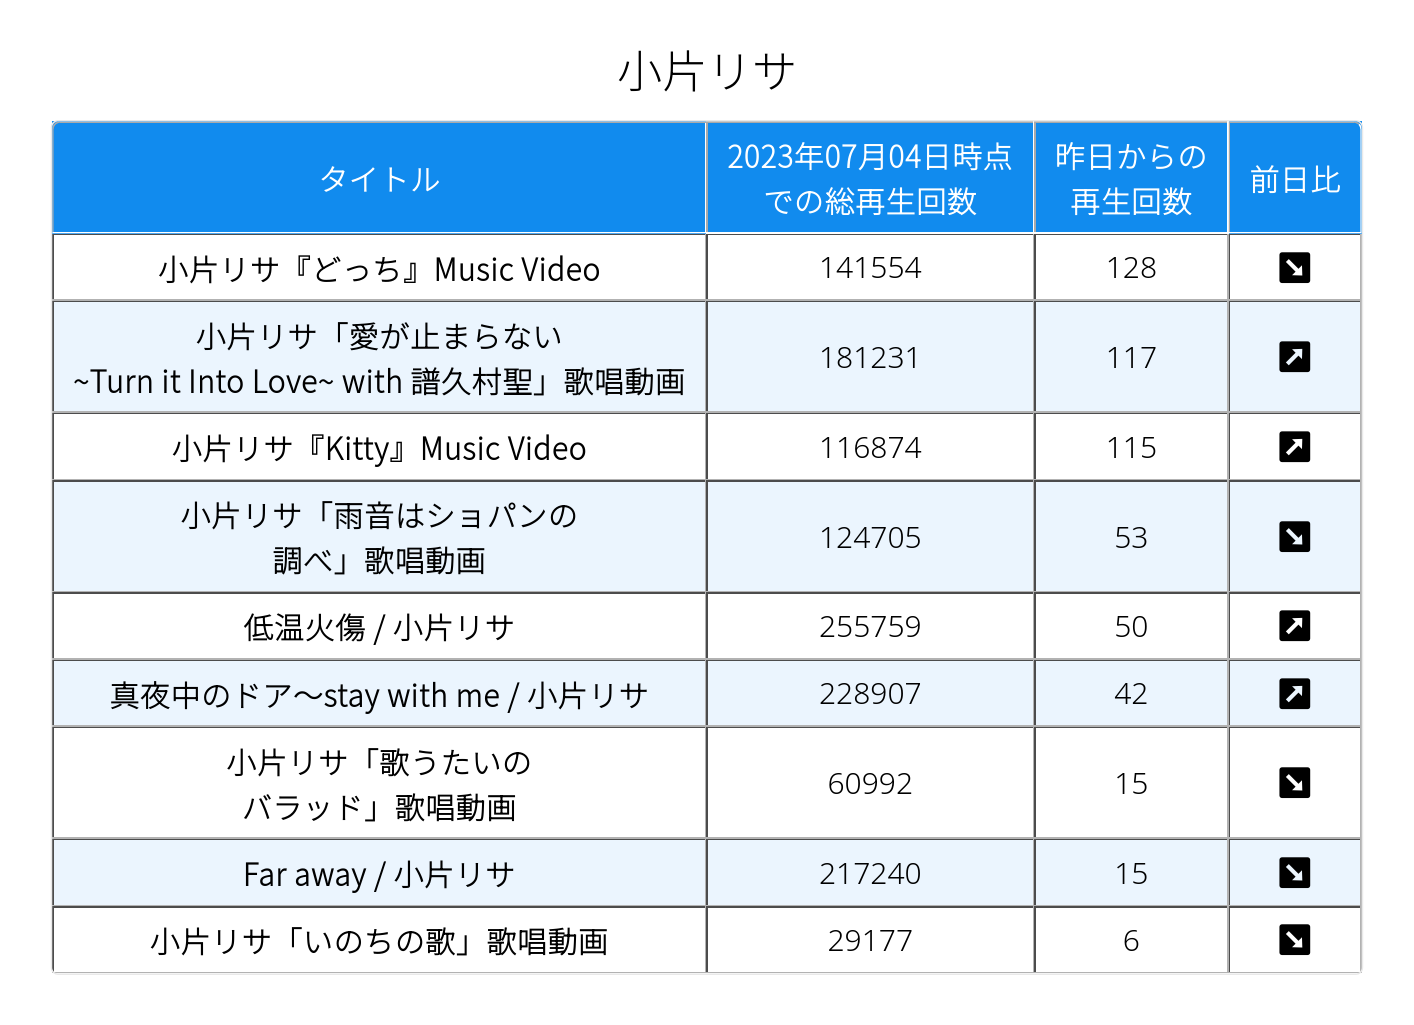 小片リサ
タイトル
2023年07月04日時点
での総再生回数
昨日からの
再生回数
前日比
小片リサ『どっち』Music Video
141554
128
小片リサ「愛が止まらない
~Turn it Into Love~ with 譜久村聖」歌唱動画
181231
117
小片リサ『Kitty』Music Video
116874
115
小片リサ「雨音はショパンの
調べ」歌唱動画
124705
53
低温火傷 / 小片リサ
255759
50
真夜中のドア〜stay with me / 小片リサ
228907
42
小片リサ「歌うたいの
バラッド」歌唱動画
60992
15
Far away / 小片リサ
217240
15
小片リサ「いのちの歌」歌唱動画
29177
6